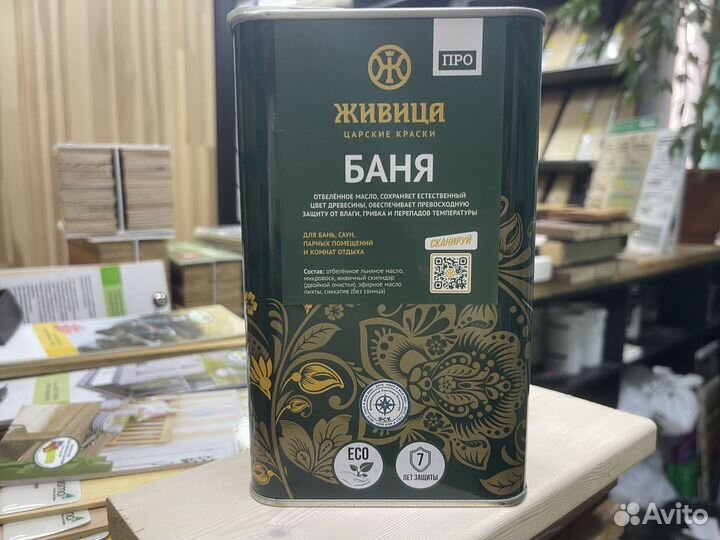 ПРО
ЖИВИЦА
ЦАРСКИЕ КРАСКИ
БАНЯ
ОТБЕЛЁННОЕ МАСЛО, СОХРАНЯЕТ ЕСТЕСТВЕННЫЙ
ЦВЕТ ДРЕВЕСИНЫ, ОБЕСПЕЧИВАЕТ ПРЕВОСХОДНУЮ
ЗАЩИТУ ОТ ВЛАГИ, ГРИБКА И ПЕРЕПАДОВ ТЕМПЕРАТУРЫ
ДЛЯ БАНЬ, САУН,
ПАРНЫХ ПОМЕЩЕНИЙ
И КОМНАТ ОТДЫХА
СКАНИРУЙ
Состав: отбелённое льняное масло,
микровоск, живичный скипидар
(двойной очистки), эфирное масло
пихты, сиккатив (без свинца)
ФСК
ECO
7
ЛЕТ ЗАЩИТЫ
Avito